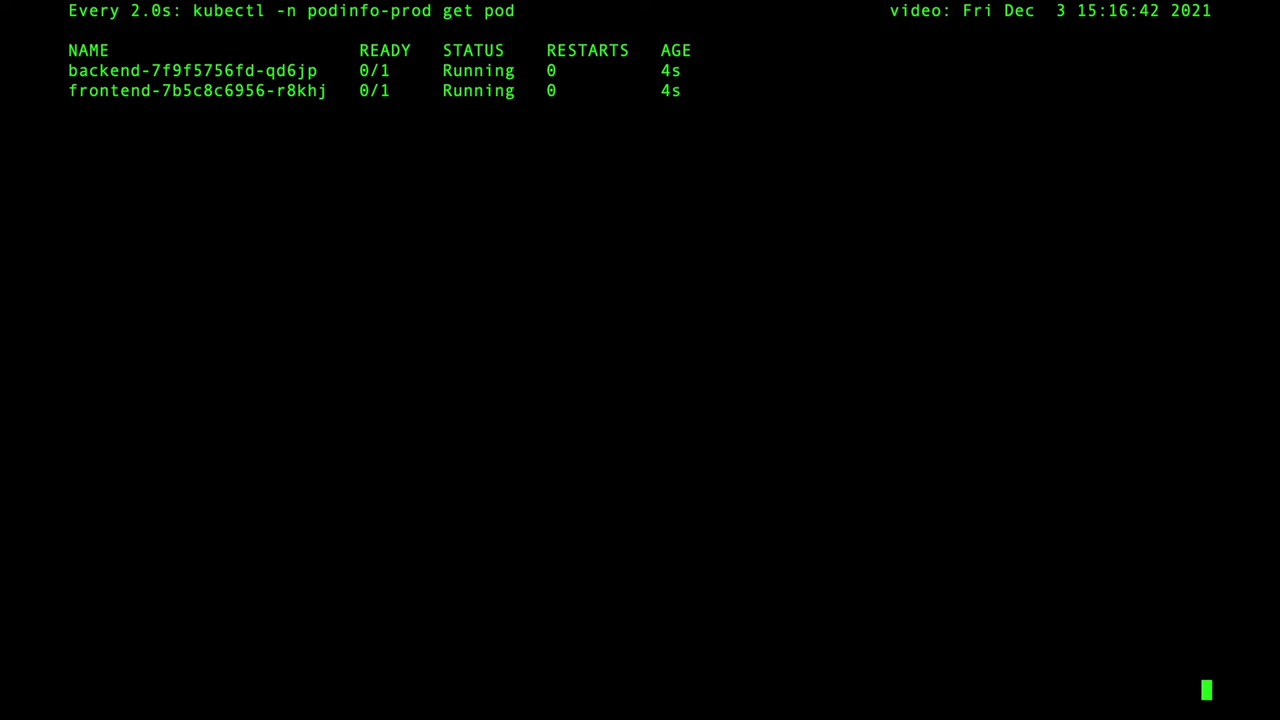 Every 2.0s: kubectl -n podinfo-prod get pod video: Fri Dec  3 15:16:42 2021
NAME READY STATUS RESTARTS AGE
backend-7f9f5756fd-qd6jp 0/1 Running 0 4s
frontend-7b5c8c6956-r8khj 0/1 Running 0 4s